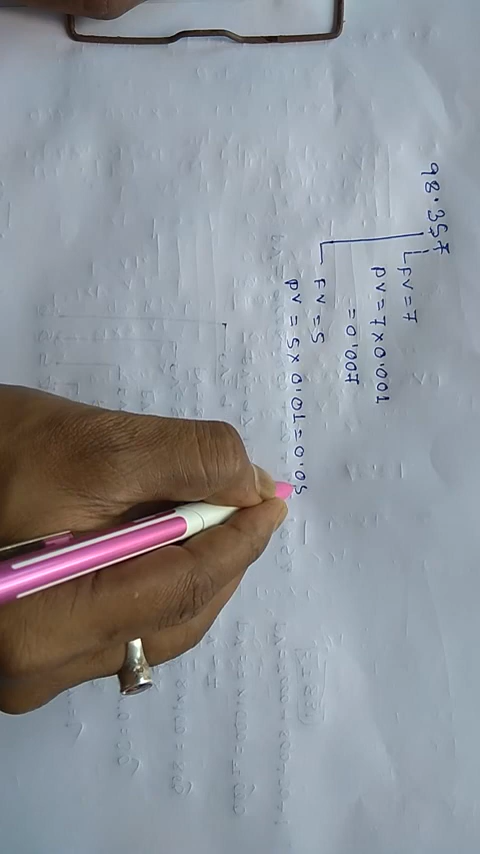 98.357
FV = 7
PV = 7 × 0.001
= 0.007
FV = 5
PV = 5 × 0.01 = 0.05